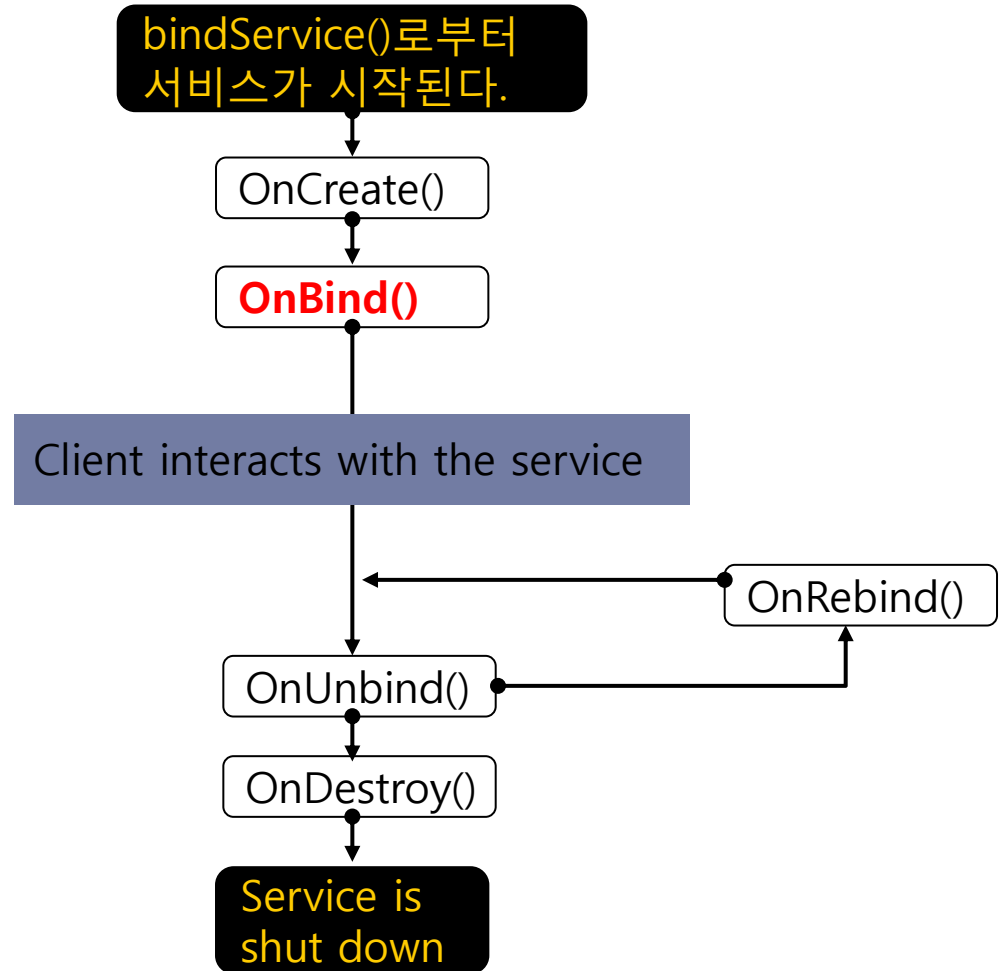 bindService()로부터
서비스가 시작된다.
OnCreate()
OnBind()
Client interacts with the service
OnRebind()
OnUnbind()
OnDestroy()
Service is
shut down